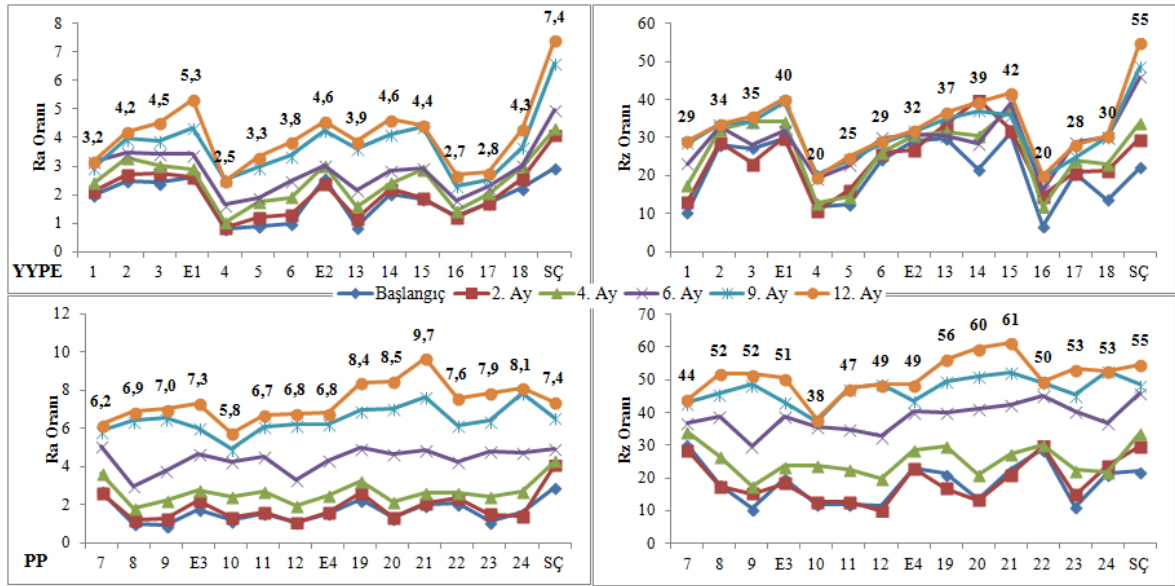 Ra Oranı
8
7
6
5
4
3
2
1
0
3,2 4,2 4,5 5,3 2,5 3,3 3,8 4,6 3,9 4,6 4,4 2,7 2,8 4,3 7,4
YYPE 1 2 3 E1 4 5 6 E2 13 14 15 16 17 18 SÇ
Rz Oranı
60
50
40
30
20
10
0
29 34 35 40 20 25 29 32 37 39 42 20 28 30 55
1 2 3 E1 4 5 6 E2 13 14 15 16 17 18 SÇ
Başlangıç 2. Ay 4. Ay 6. Ay 9. Ay 12. Ay
Ra Oranı
12
10
8
6
4
2
0
6,2 6,9 7,0 7,3 5,8 6,7 6,8 6,8 8,4 8,5 9,7 7,6 7,9 8,1 7,4
PP 7 8 9 E3 10 11 12 E4 19 20 21 22 23 24 SÇ
Rz Oranı
70
60
50
40
30
20
10
0
44 52 52 51 38 47 49 49 56 60 61 50 53 53 55
7 8 9 E3 10 11 12 E4 19 20 21 22 23 24 SÇ